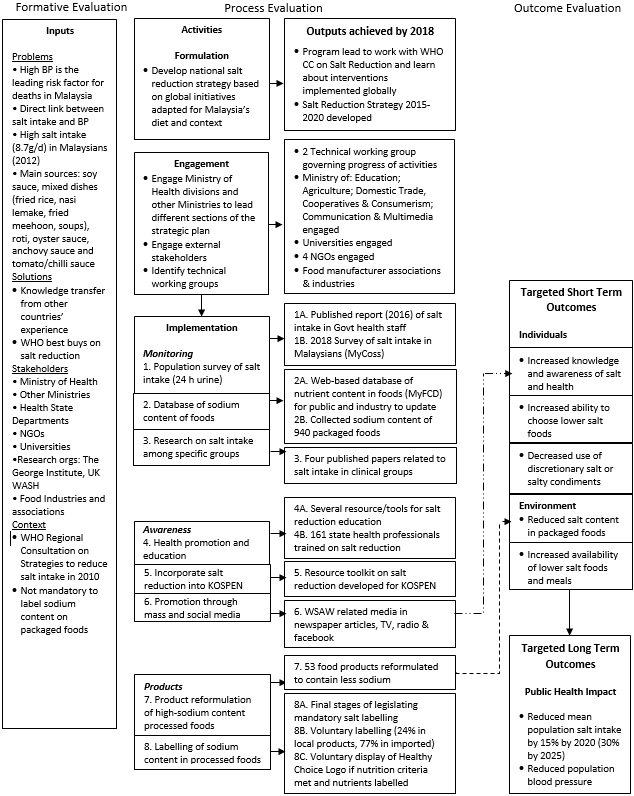 Formative Evaluation
Process Evaluation
Outcome Evaluation
Inputs
Problems
• High BP is the
leading risk factor for
deaths in Malaysia
• Direct link between
salt intake and BP
• High salt intake
(8.7g/d) in Malaysians
(2012)
• Main sources: soy
sauce, mixed dishes
(fried rice, nasi
lemake, fried
meehoon, soups),
roti, oyster sauce,
anchovy sauce and
tomato/chilli sauce
Solutions
• Knowledge transfer
from other
countries’
experience
• WHO best buys on
salt reduction
Stakeholders
• Ministry of Health
• Other Ministries
• Health State
Departments
• NGOs
• Universities
•Research orgs: The
George Institute, UK
WASH
• Food Industries and
associations
Context
• WHO Regional
Consultation on
Strategies to reduce
salt intake in 2010
• Not mandatory to
label sodium
content on
packaged foods
Activities
Formulation
• Develop national salt
reduction strategy based
on global initiatives
adapted for Malaysia’s
diet and context
Engagement
• Engage Ministry of
Health divisions and
other Ministries to lead
different sections of the
strategic plan
• Engage external
stakeholders
• Identify technical
working groups
Implementation
Monitoring
1. Population survey of salt
intake (24 h urine)
2. Database of sodium
content of foods
3. Research on salt intake
among specific groups
Awareness
4. Health promotion and
education
5. Incorporate salt
reduction into KOSPEN
6. Promotion through
mass and social media
Products
7. Product reformulation
of high-sodium content
processed foods
8. Labelling of sodium
content in processed foods
Outputs achieved by 2018
• Program lead to work with WHO
CC on Salt Reduction and learn
about interventions
implemented globally
• Salt Reduction Strategy 2015-
2020 developed
• 2 Technical working group
governing progress of activities
• Ministry of: Education;
Agriculture; Domestic Trade,
Cooperatives & Consumerism;
Communication & Multimedia
engaged
• Universities engaged
• 4 NGOs engaged
• Food manufacturer associations
& industries
1A. Published report (2016) of salt
intake in Govt health staff
1B. 2018 Survey of salt intake in
Malaysians (MyCoss)
2A. Web-based database of
nutrient content in foods (MyFCD)
for public and industry to update
2B. Collected sodium content of
940 packaged foods
3. Four published papers related to
salt intake in clinical groups
4A. Several resource/tools for salt
reduction education
4B. 161 state health professionals
trained on salt reduction
5. Resource toolkit on salt
reduction developed for KOSPEN
6. WSAW related media in
newspaper articles, TV, radio &
facebook
7. 53 food products reformulated
to contain less sodium
8A. Final stages of legislating
mandatory salt labelling
8B. Voluntary labelling (24% in
local products, 77% in imported)
8C. Voluntary display of Healthy
Choice Logo if nutrition criteria
met and nutrients labelled
Targeted Short Term
Outcomes
Individuals
• Increased knowledge
and awareness of salt
and health
• Increased ability to
choose lower salt
foods
• Decreased use of
discretionary salt or
salty condiments
Environment
• Reduced salt content
in packaged foods
• Increased availability
of lower salt foods
and meals
Targeted Long Term
Outcomes
Public Health Impact
• Reduced mean
population salt intake
by 15% by 2020 (30%
by 2025)
• Reduced population
blood pressure